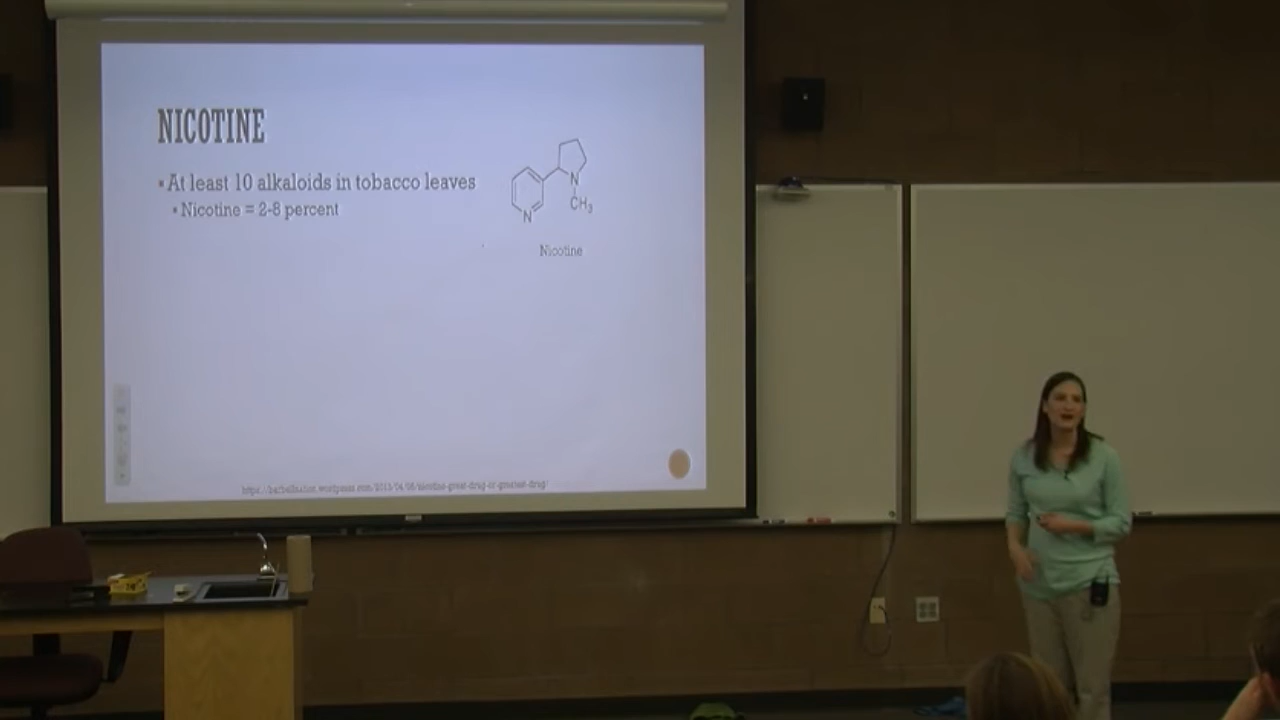 NICOTINE
▪At least 10 alkaloids in tobacco leaves
▪Nicotine = 2-8 percent
N
CH3
N
Nicotine